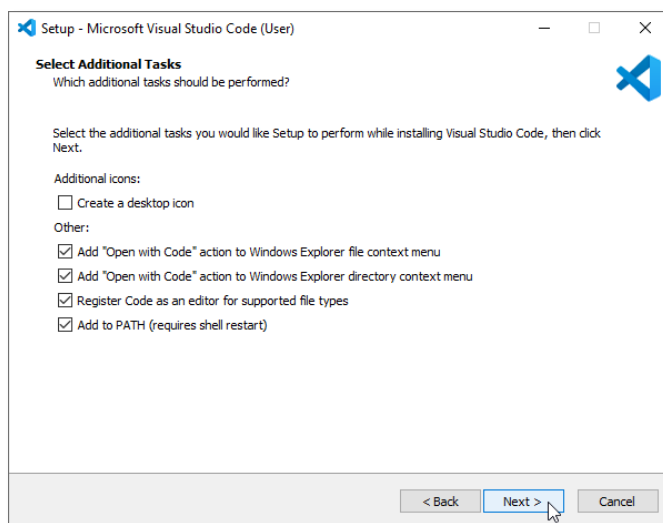 Setup - Microsoft Visual Studio Code (User)
Select Additional Tasks
Which additional tasks should be performed?
Select the additional tasks you would like Setup to perform while installing Visual Studio Code, then click
Next.
Additional icons:
Create a desktop icon
Other:
Add "Open with Code" action to Windows Explorer file context menu
Add "Open with Code" action to Windows Explorer directory context menu
Register Code as an editor for supported file types
Add to PATH (requires shell restart)
< Back Next > Cancel